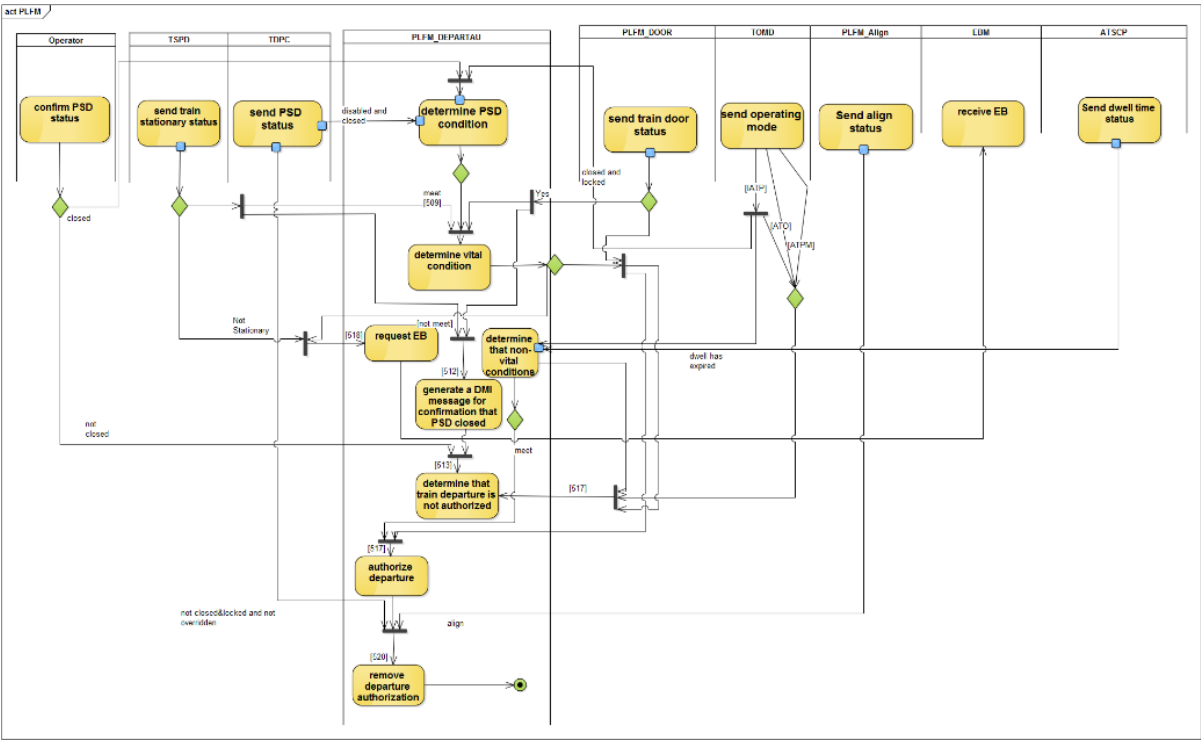 act PLFM
Operator
TSPD
TDPC
PLFM_DEPARTAU
PLFM_DOOR
TOMD
PLFM_Align
EBM
ATSCP
confirm PSD
status
send train
stationary status
send PSD
status
disabled and
closed
determine PSD
condition
send train door
status
send operating
mode
Send align
status
receive EB
Send dwell time
status
closed
meet
[509]
Yes
closed and
locked
[IATP]
[ATO]
[ATPM]
determine vital
condition
Not
Stationary
[518]
request EB
[not meet]
determine
that non-
vital
conditions
dwell has
expired
[512]
generate a DMI
message for
confirmation that
PSD closed
not
closed
meet
[513]
determine that
train departure is
not authorized
[517]
[517]
authorize
departure
not closed&locked and not
overridden
align
[520]
remove
departure
authorization